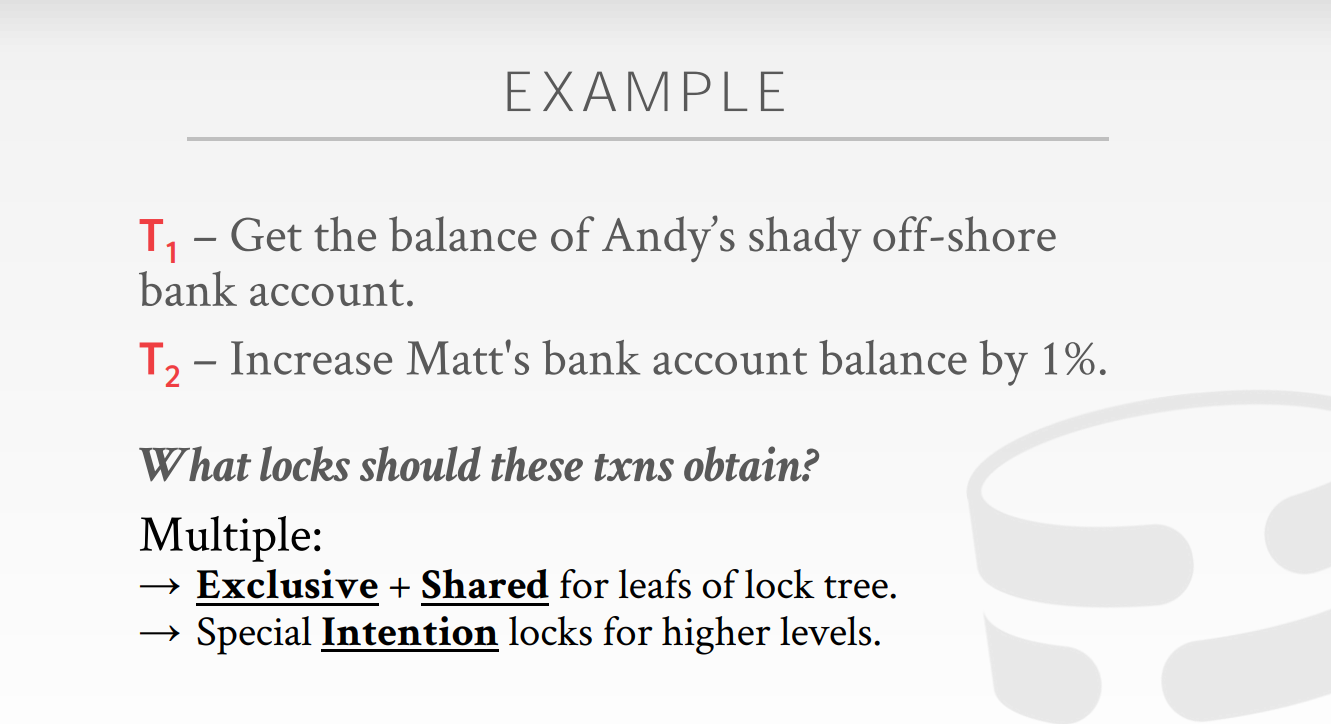 EXAMPLE
T1 – Get the balance of Andy’s shady off-shore
bank account.
T2 – Increase Matt's bank account balance by 1%.
What locks should these txns obtain?
Multiple:
→ Exclusive + Shared for leafs of lock tree.
→ Special Intention locks for higher levels.